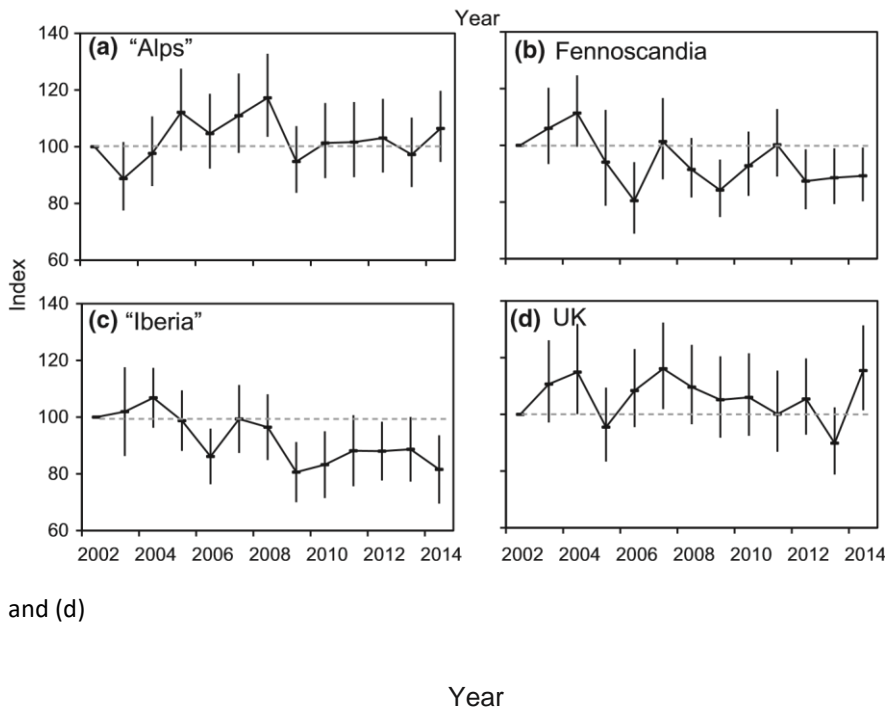 Year
140
120
100
80
60
(a) "Alps"
(b) Fennoscandia
Index
140
120
100
80
60
(c) "Iberia"
(d) UK
2002 2004 2006 2008 2010 2012 2014
2002 2004 2006 2008 2010 2012 2014
and (d)
Year